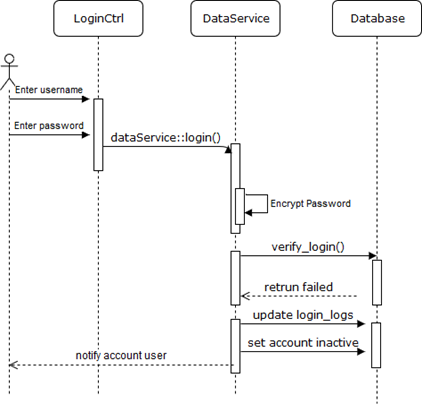 LoginCtrl
DataService
Database
Enter username
Enter password
dataService::login()
Encrypt Password
verify_login()
retrun failed
update login_logs
set account inactive
notify account user